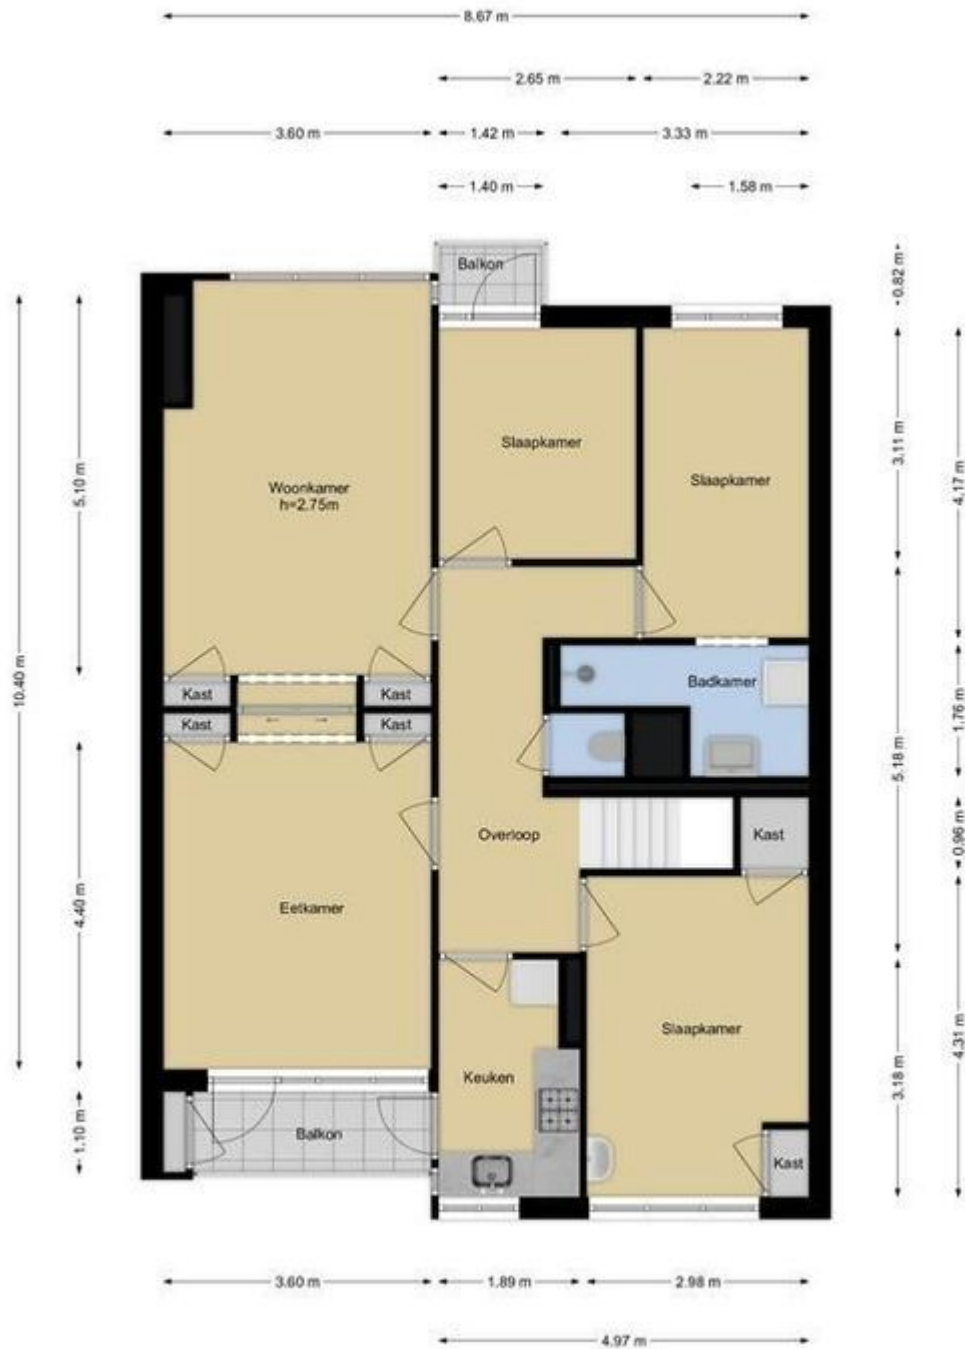 8.67 m
2.65 m
2.22 m
3.60 m
1.42 m
3.33 m
1.40 m
1.58 m
Balkon
0.82 m
Slaapkamer
Slaapkamer
Woonkamer
h=2.75m
5.10 m
3.11 m
4.17 m
10.40 m
Kast
Kast
Kast
Kast
Badkamer
1.76 m
5.18 m
Overloop
Kast
0.96 m
Eetkamer
4.40 m
Slaapkamer
Keuken
3.18 m
4.31 m
Balkon
1.10 m
Kast
3.60 m
1.89 m
2.98 m
4.97 m